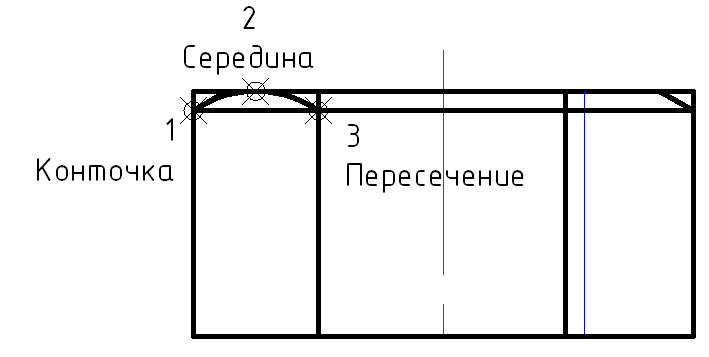 2
Середина
1
3
Конточка
Пересечение